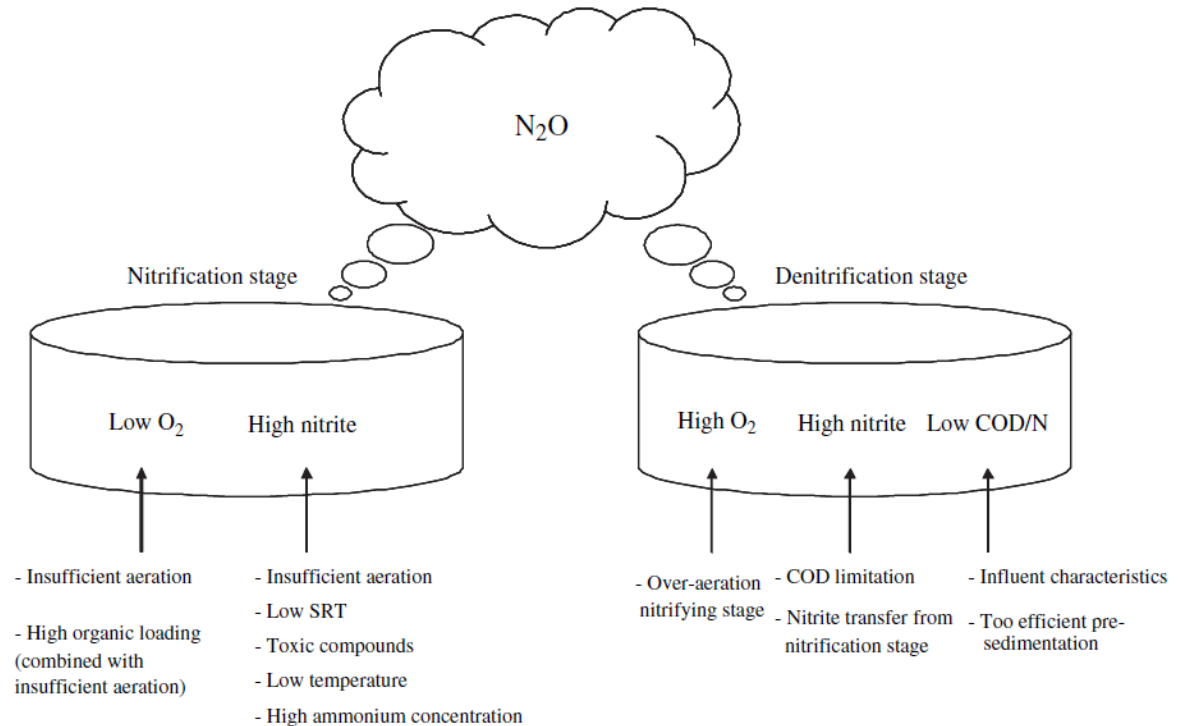 N2O
Nitrification stage
Denitrification stage
Low O2
High nitrite
High O2
High nitrite
Low COD/N
- Insufficient aeration
- High organic loading
(combined with
insufficient aeration)
- Insufficient aeration
- Low SRT
- Toxic compounds
- Low temperature
- High ammonium concentration
- Over-aeration
nitrifying stage
- COD limitation
- Nitrite transfer from
nitrification stage
- Influent characteristics
- Too efficient pre-
sedimentation